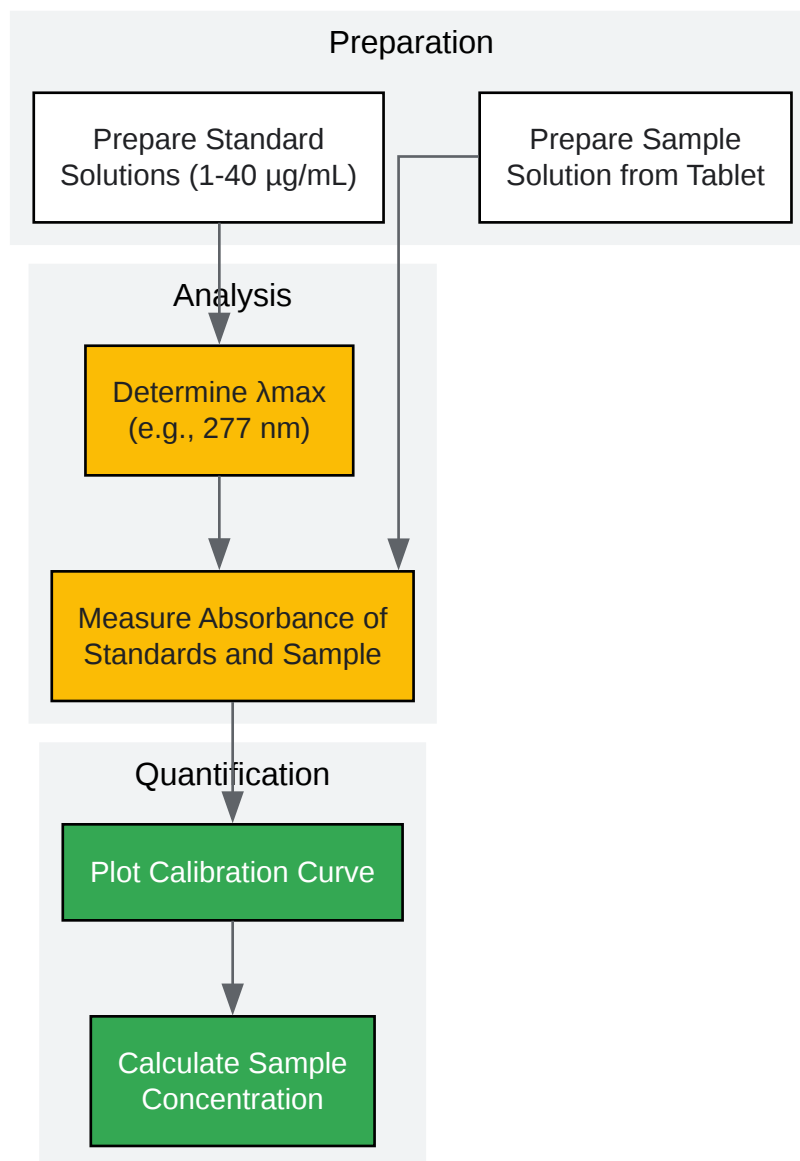 Preparation
Prepare Standard
Solutions (1-40 µg/mL)
Prepare Sample
Solution from Tablet
Analysis
Determine λmax
(e.g., 277 nm)
Measure Absorbance of
Standards and Sample
Quantification
Plot Calibration Curve
Calculate Sample
Concentration